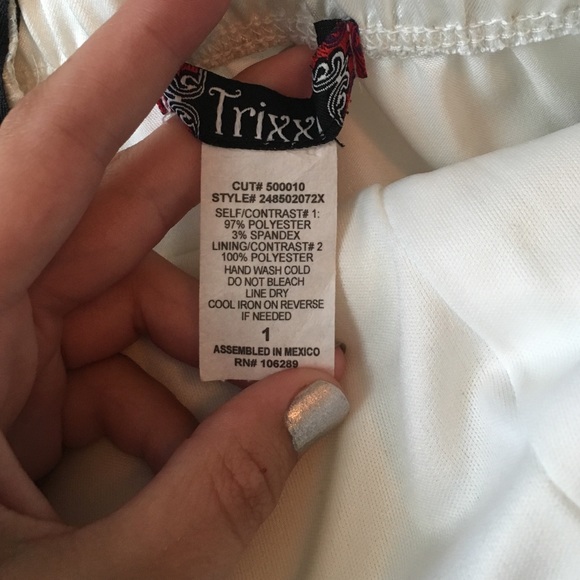 Trixxi
CUT# 500010
STYLE# 248502072X
SELF/CONTRAST# 1:
97% POLYESTER
3% SPANDEX
LINING/CONTRAST# 2
100% POLYESTER
HAND WASH COLD
DO NOT BLEACH
LINE DRY
COOL IRON ON REVERSE
IF NEEDED
1
ASSEMBLED IN MEXICO
RN# 106289